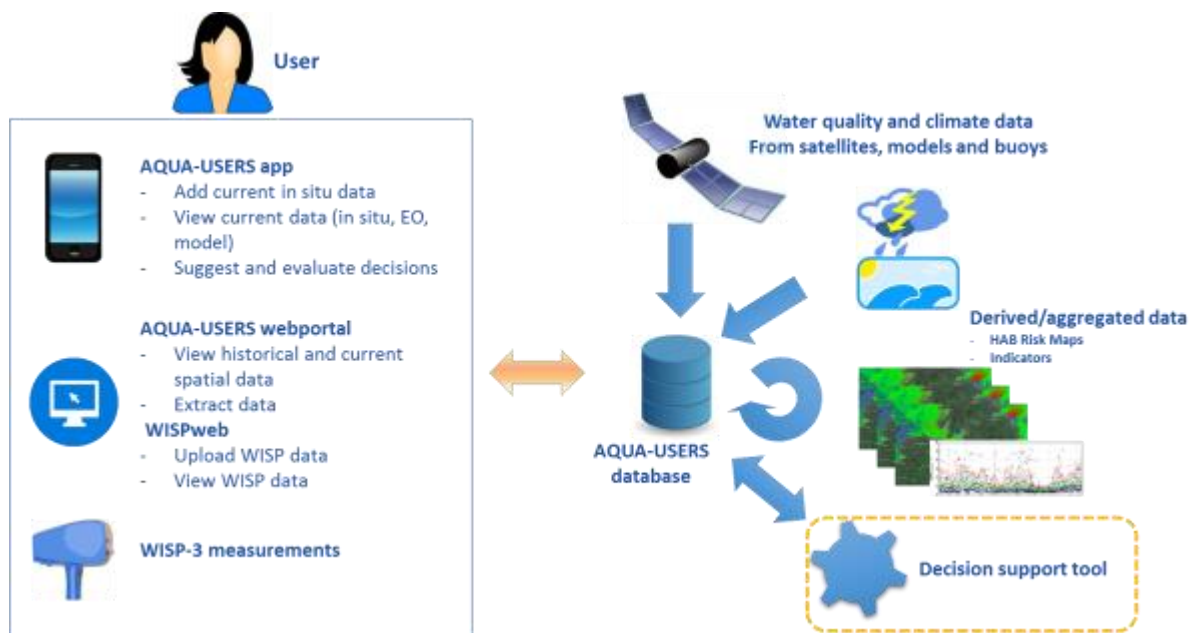 User
AQUA-USERS app
- Add current in situ data
- View current data (in situ, EO,
model)
- Suggest and evaluate decisions
AQUA-USERS webportal
- View historical and current
spatial data
- Extract data
WISPweb
- Upload WISP data
- View WISP data
WISP-3 measurements
Water quality and climate data
From satellites, models and buoys
Derived/aggregated data
- HAB Risk Maps
- Indicators
AQUA-USERS
database
Decision support tool